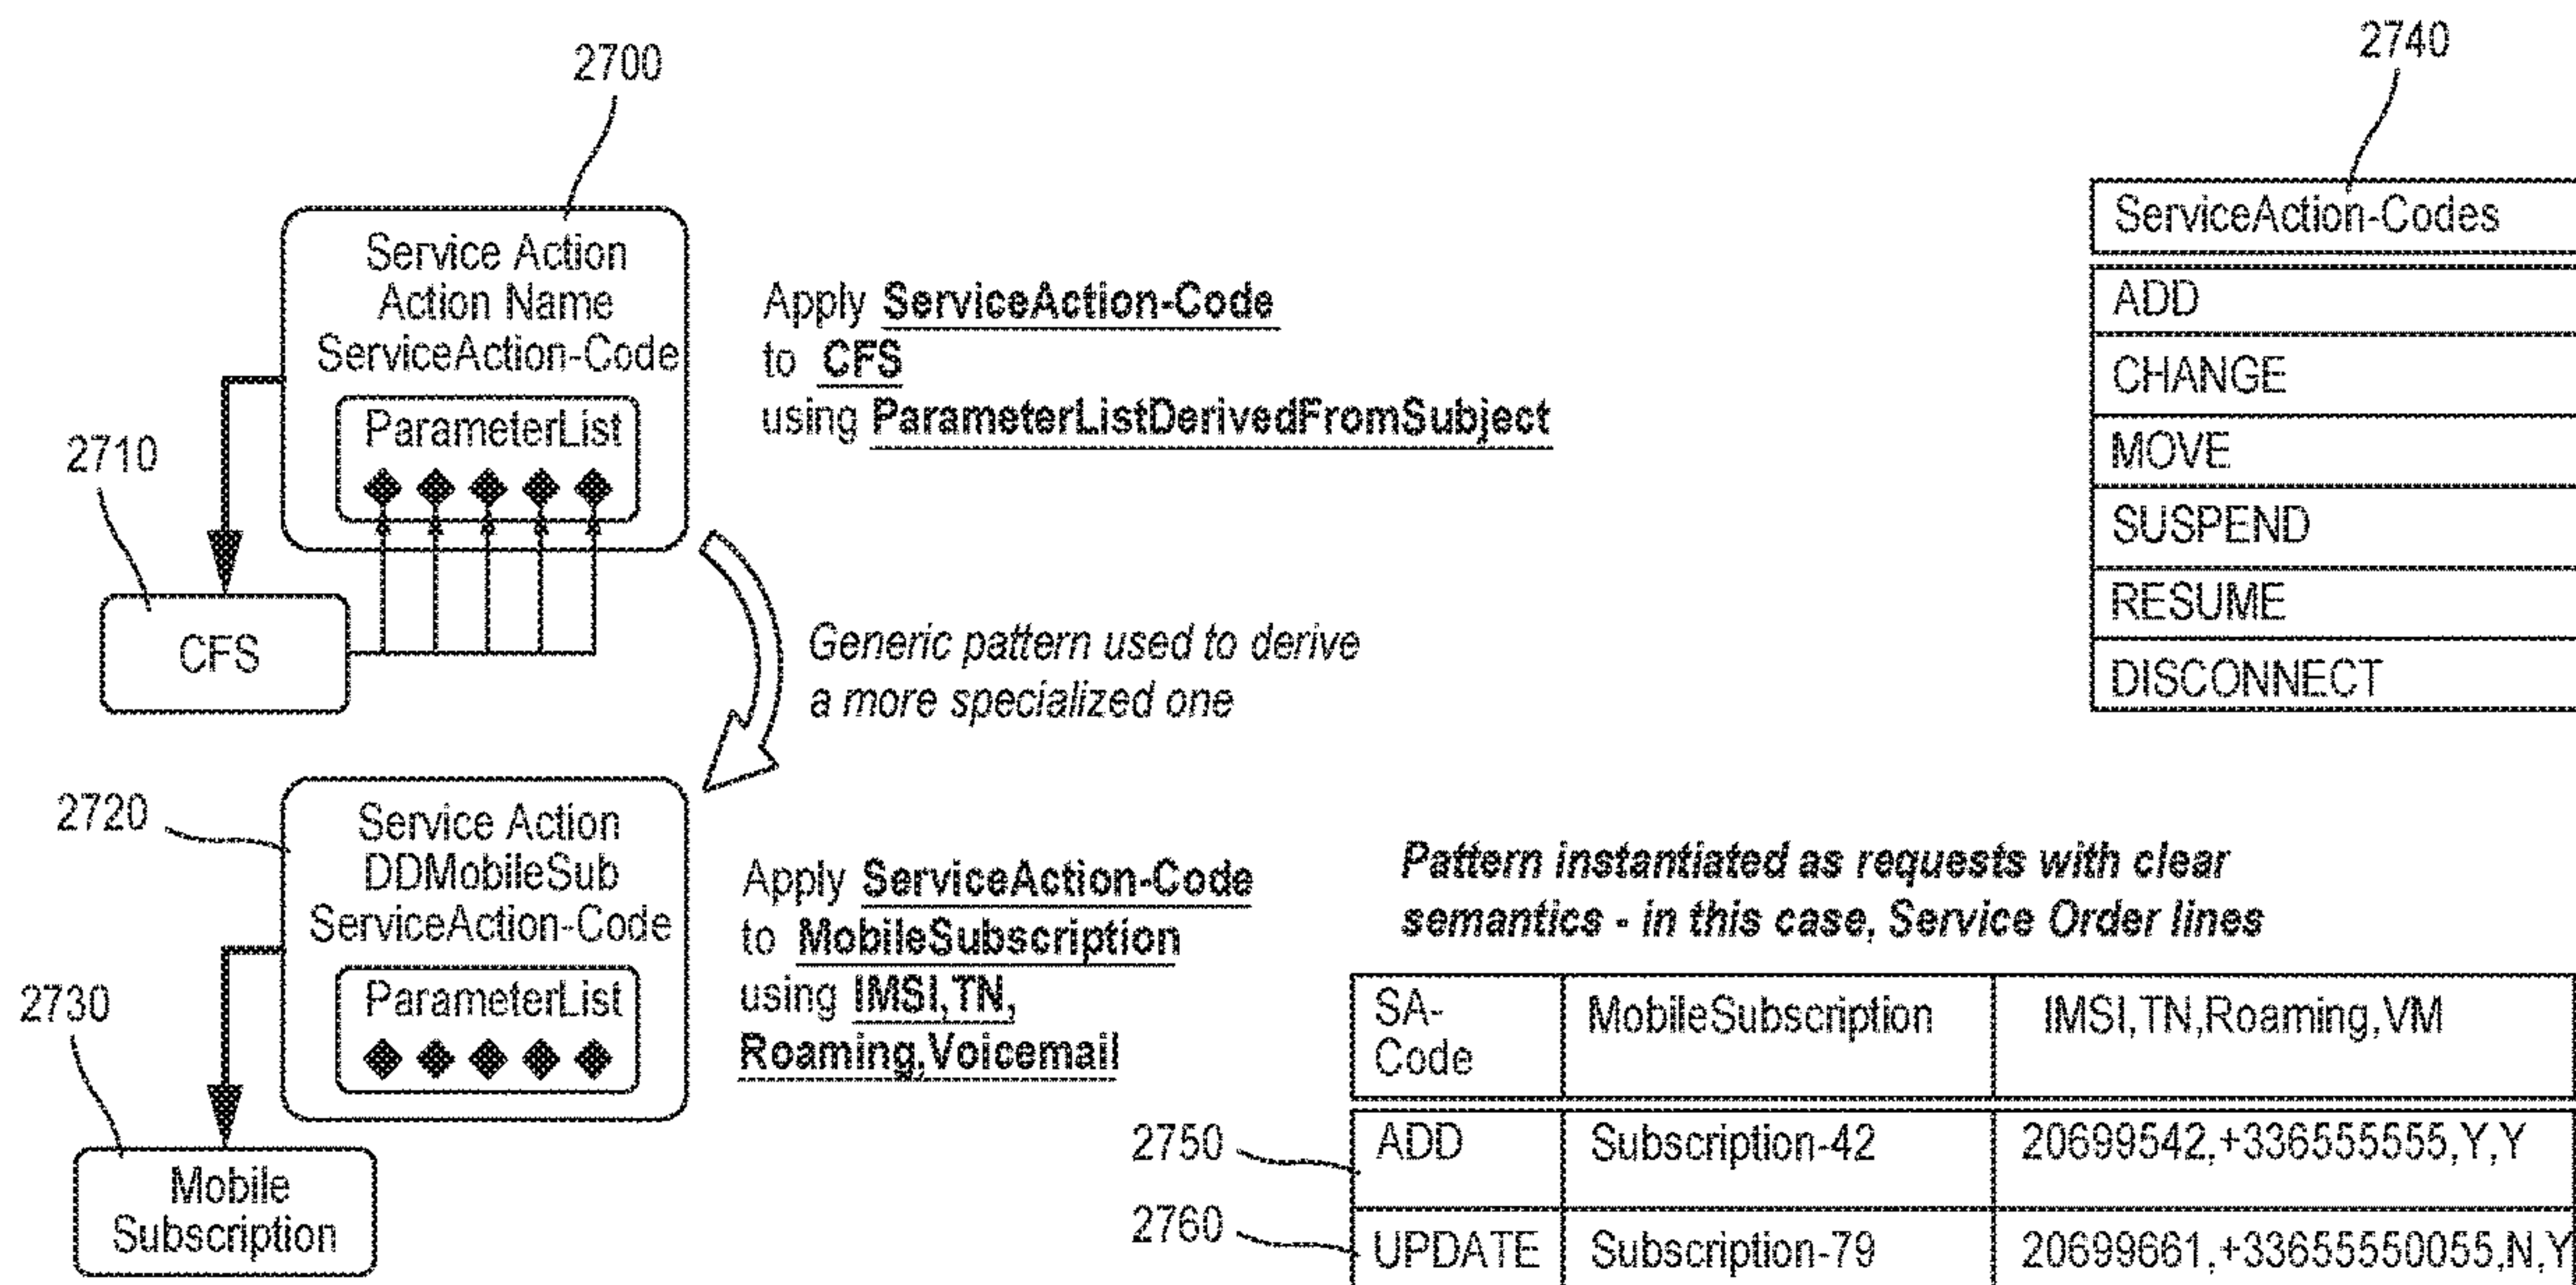 2700
2740
Service Action
Action Name
ServiceAction-Code
ParameterList
Apply ServiceAction-Code
to CFS
using ParameterListDerivedFromSubject
ServiceAction-Codes
ADD
CHANGE
MOVE
SUSPEND
RESUME
DISCONNECT
2710
CFS
Generic pattern used to derive
a more specialized one
2720
Service Action
DDMobileSub
ServiceAction-Code
ParameterList
2730
Mobile
Subscription
Apply ServiceAction-Code
to MobileSubscription
using IMSI,TN,
Roaming,Voicemail
Pattern instantiated as requests with clear
semantics - in this case, Service Order lines
SA-
Code
MobileSubscription
IMSI,TN,Roaming,VM
2750
ADD
Subscription-42
20699542,+336555555,Y,Y
2760
UPDATE
Subscription-79
20699661,+33655550055,N,Y